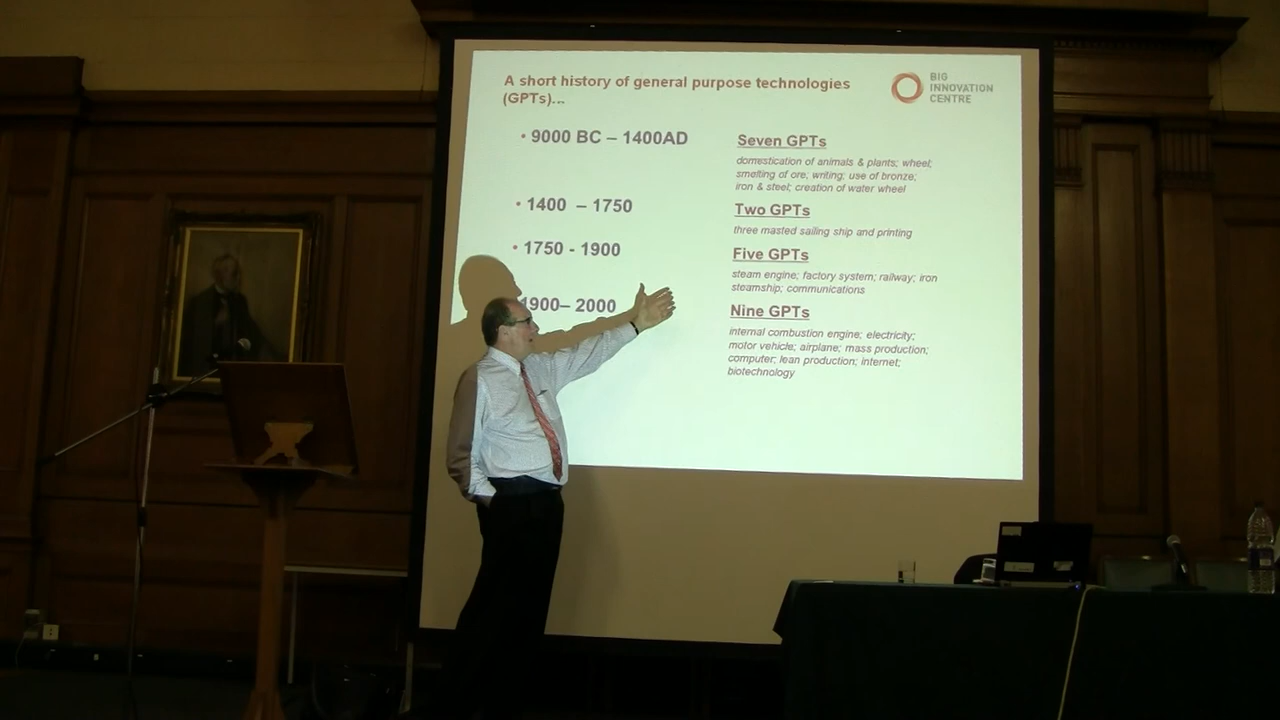 A short history of general purpose technologies
(GPTs)...
BIG
INNOVATION
CENTRE
• 9000 BC – 1400AD
Seven GPTs
domestication of animals & plants; wheel;
smelting of ore; writing; use of bronze;
iron & steel; creation of water wheel
• 1400 – 1750
Two GPTs
three masted sailing ship and printing
• 1750 - 1900
Five GPTs
steam engine; factory system; railway; iron
steamship; communications
1900– 2000
Nine GPTs
internal combustion engine; electricity;
motor vehicle; airplane; mass production;
computer; lean production; internet;
biotechnology